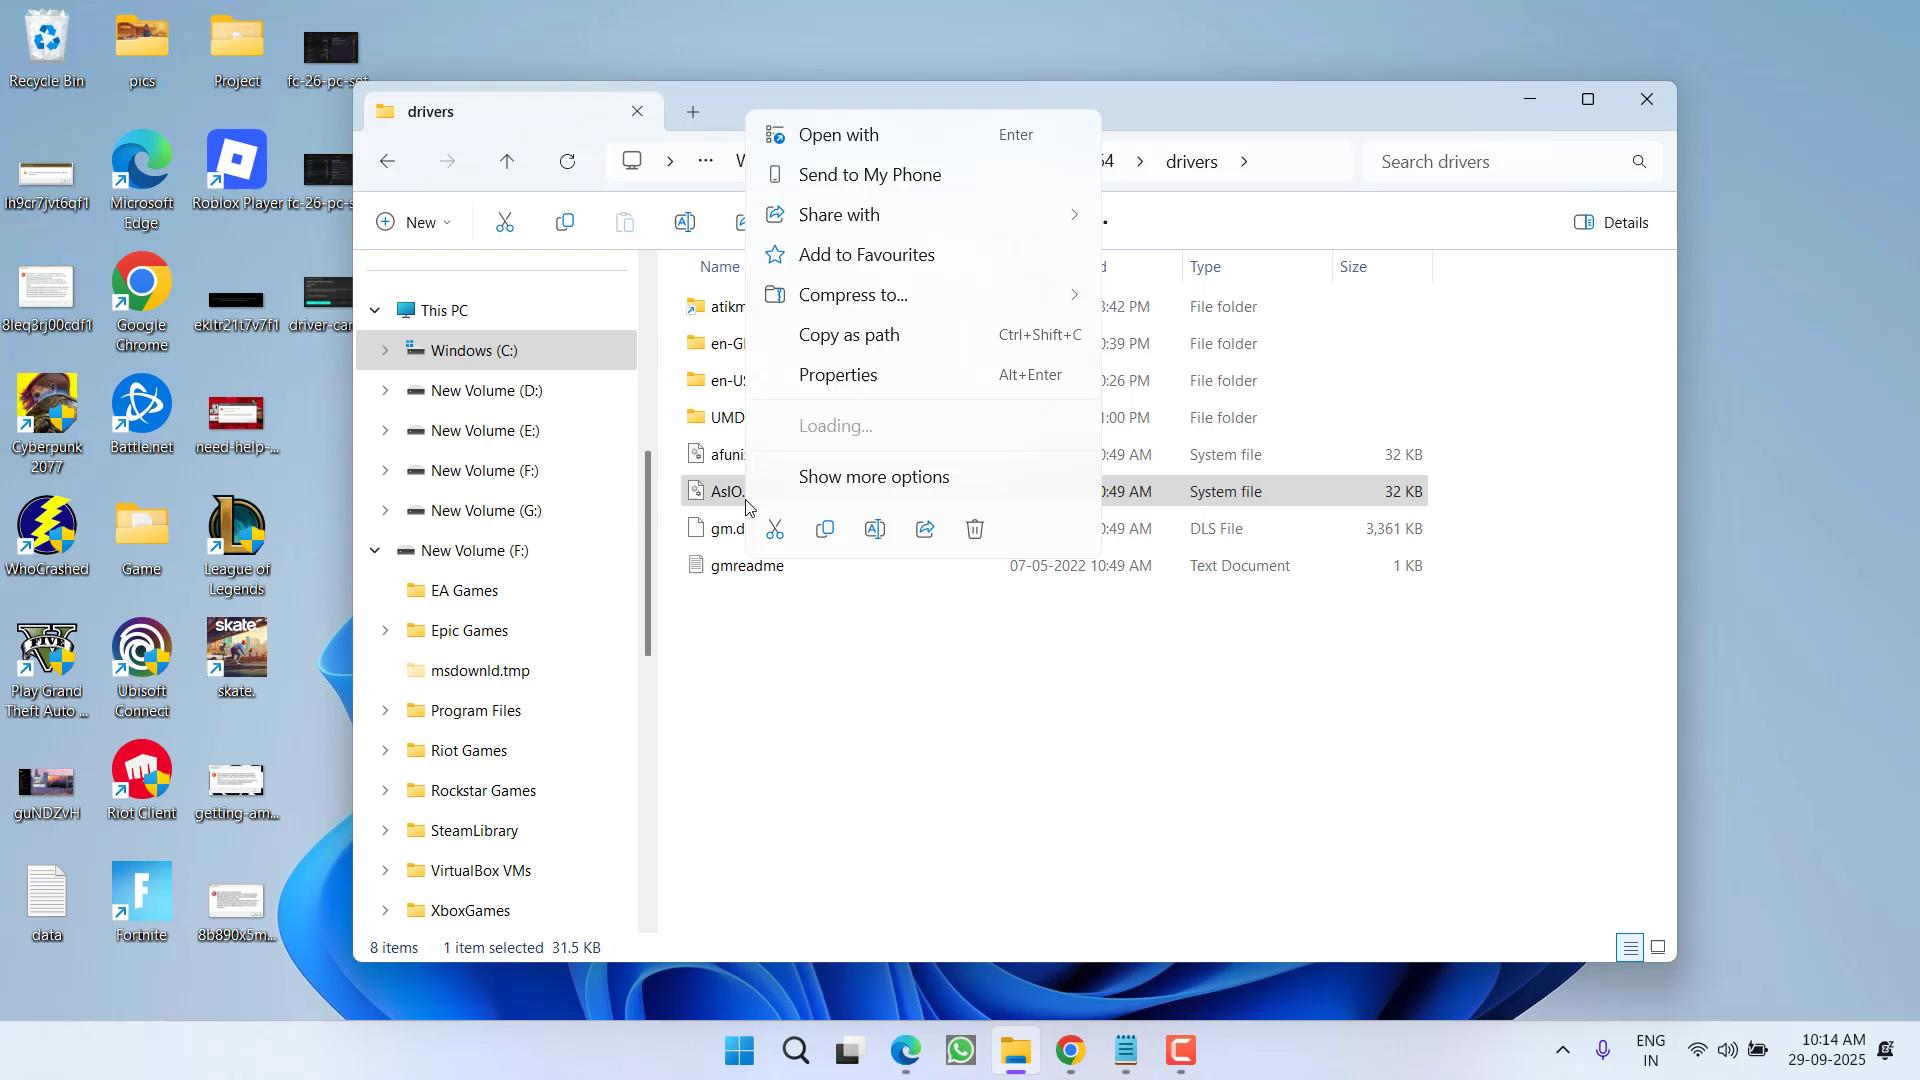 Recycle Bin
pics
Project
fc-26-pc-set
lh9cr7jvt6qf1
Microsoft
Edge
Roblox Player
fc-26-pc-s
8leq3rj00cdf1
Google
Chrome
ekltr21t7v7f1
driver-car
Cyberpunk
2077
Battle.net
need-help-...
WhoCrashed
Game
League of
Legends
Play Grand
Theft Auto ...
Ubisoft
Connect
skate.
skate.
guNDZvH
Riot Client
getting-am...
data
Fortnite
8b890x5m...
drivers
W
54 > drivers >
Search drivers
New
Details
This PC
Windows (C:)
New Volume (D:)
New Volume (E:)
New Volume (F:)
New Volume (G:)
New Volume (F:)
EA Games
Epic Games
msdownld.tmp
Program Files
Riot Games
Rockstar Games
SteamLibrary
VirtualBox VMs
XboxGames
Name d Type Size
atikm 3:42 PM File folder
en-GI 0:39 PM File folder
en-US 0:26 PM File folder
UMD 1:00 PM File folder
afuni 0:49 AM System file 32 KB
AsIO. 0:49 AM System file 32 KB
gm.d 0:49 AM DLS File 3,361 KB
gmreadme 07-05-2022 10:49 AM Text Document 1 KB
Open with Enter
Send to My Phone
Share with
Add to Favourites
Compress to...
Copy as path Ctrl+Shift+C
Properties Alt+Enter
Loading...
Show more options
8 items 1 item selected 31.5 KB
ENG
IN
10:14 AM
29-09-2025